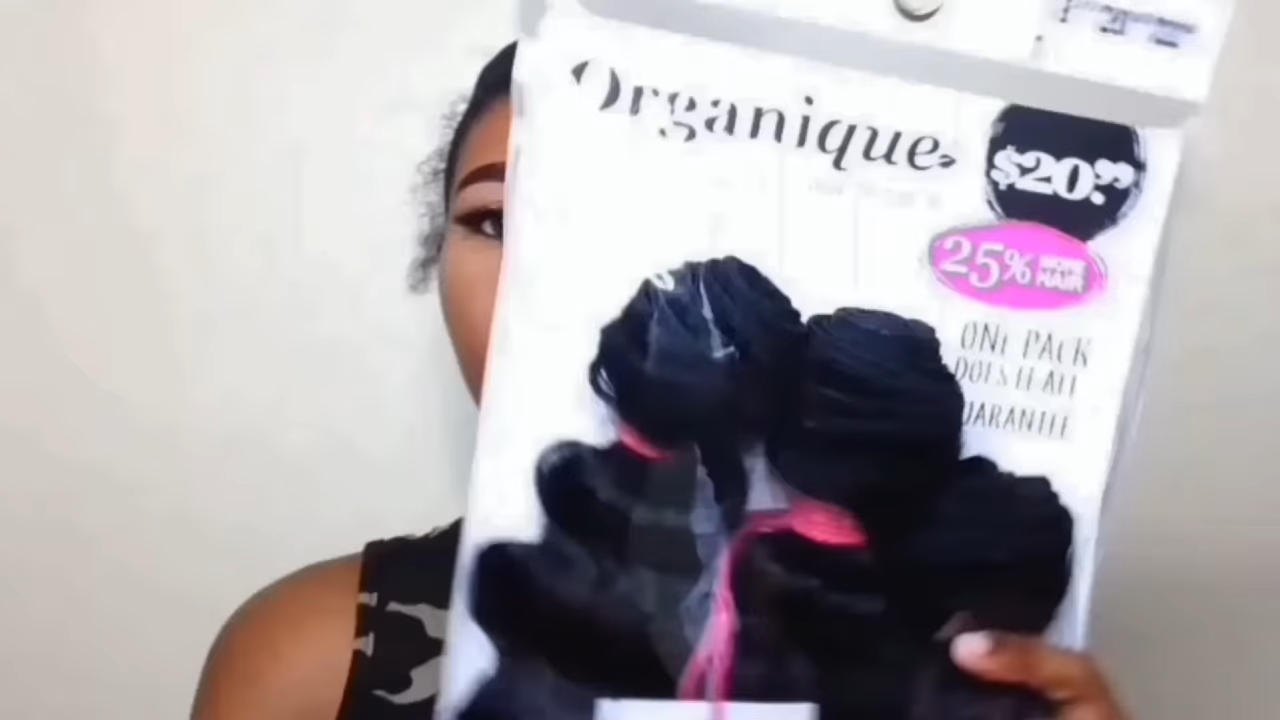 Organique
$20.99
25% MORE HAIR
ONE PACK
DOES IT ALL
GUARANTEE